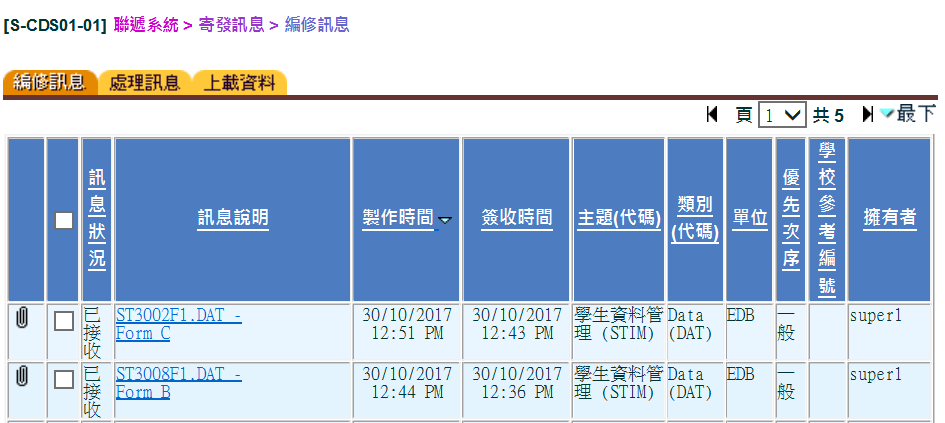 [S-CDS01-01] 聯遞系統 > 寄發訊息 > 編修訊息
編修訊息 處理訊息 上載資料
頁 1 共 5 最下
訊息狀況 訊息說明 製作時間 簽收時間 主題(代碼) 類別(代碼) 單位 優先次序 學校參考編號 擁有者
已接收 ST3002F1.DAT - Form C 30/10/2017 12:51 PM 30/10/2017 12:43 PM 學生資料管理 (STIM) Data (DAT) EDB 一般 super1
已接收 ST3008F1.DAT - Form B 30/10/2017 12:44 PM 30/10/2017 12:36 PM 學生資料管理 (STIM) Data (DAT) EDB 一般 super1